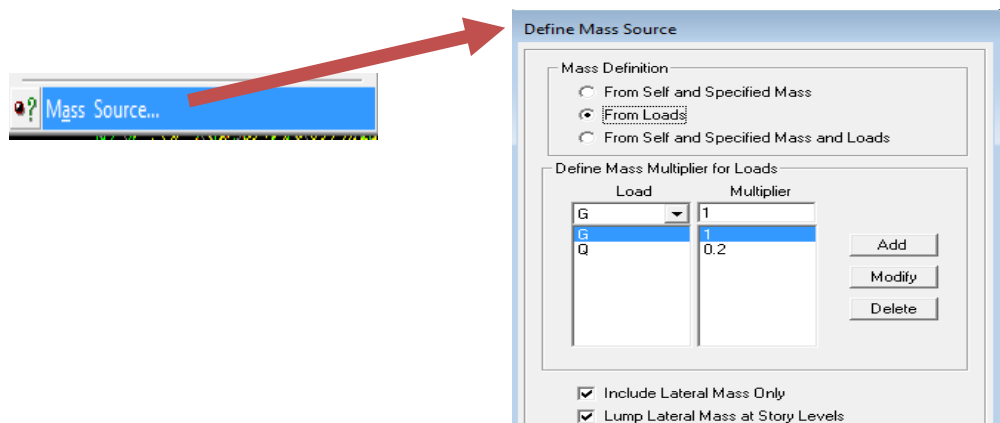 Mass Source...
Define Mass Source
Mass Definition
From Self and Specified Mass
From Loads
From Self and Specified Mass and Loads
Define Mass Multiplier for Loads
Load Multiplier
G 1
G 1
Q 0.2
Add
Modify
Delete
Include Lateral Mass Only
Lump Lateral Mass at Story Levels